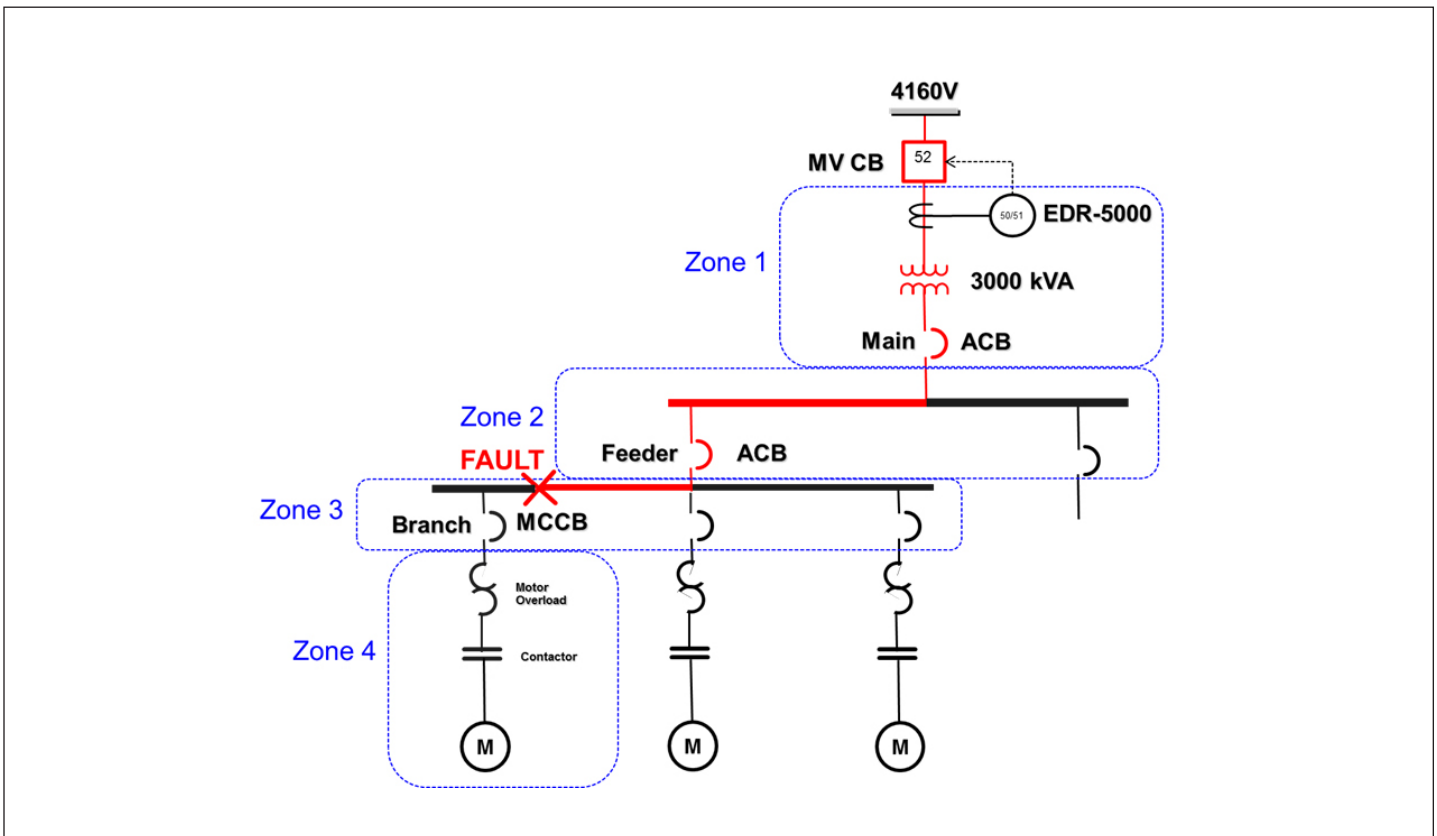 4160V
MV CB
52
50/51
EDR-5000
Zone 1
3000 kVA
Main
ACB
Zone 2
Feeder
ACB
FAULT
Zone 3
Branch
MCCB
Motor
Overload
Zone 4
Contactor
M
M
M